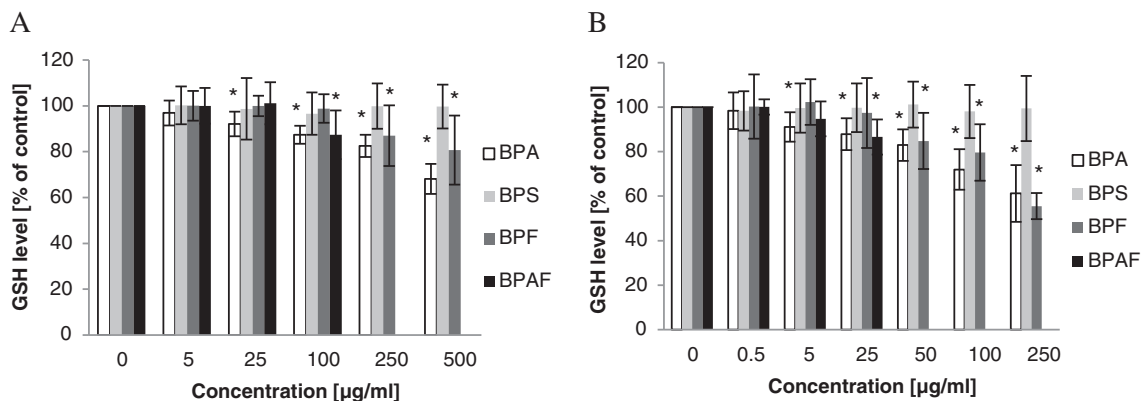 A
120
100
80
60
40
20
0
GSH level [% of control]
* * * * * * *
0 5 25 100 250 500
Concentration [µg/ml]
BPA
BPS
BPF
BPAF
B
120
100
80
60
40
20
0
GSH level [% of control]
* * * * * * * * *
0 0.5 5 25 50 100 250
Concentration [µg/ml]
BPA
BPS
BPF
BPAF